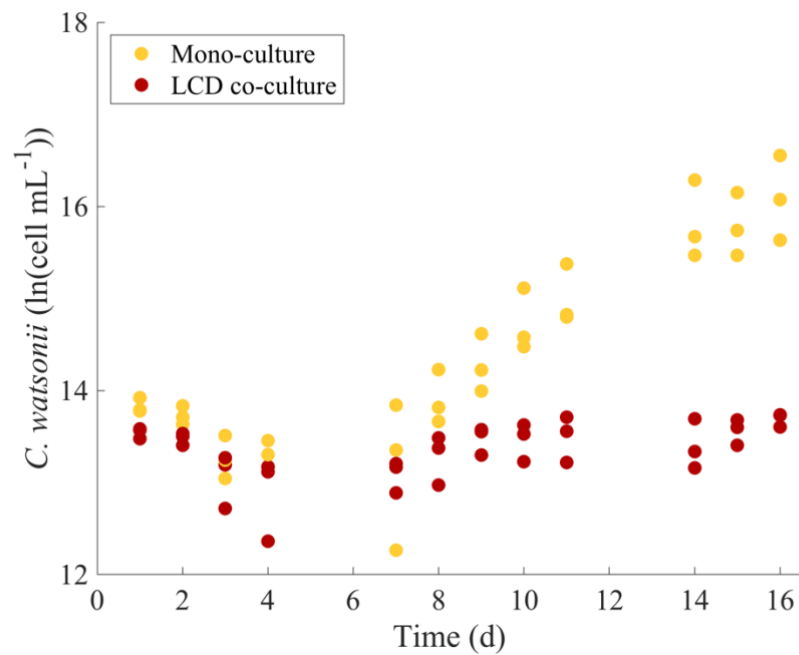 18
Mono-culture
LCD co-culture
16
14
12
C. watsonii (ln(cell mL⁻¹))
0 2 4 6 8 10 12 14 16
Time (d)